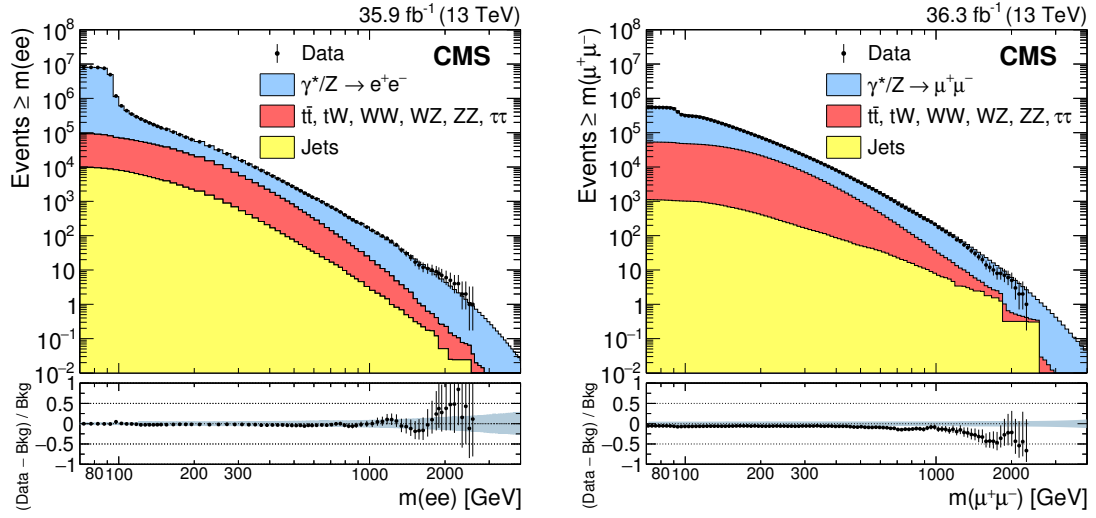 35.9 fb⁻¹ (13 TeV)
CMS
Data
γ*/Z → e⁺e⁻
tt̄, tW, WW, WZ, ZZ, ττ
Jets
Events ≥ m(ee)
10⁸
10⁷
10⁶
10⁵
10⁴
10³
10²
10
1
10⁻¹
10⁻²
(Data − Bkg) / Bkg
1
0.5
0
−0.5
−1
80 100 200 300 1000 2000
m(ee) [GeV]
36.3 fb⁻¹ (13 TeV)
CMS
Data
γ*/Z → μ⁺μ⁻
tt̄, tW, WW, WZ, ZZ, ττ
Jets
Events ≥ m(μ⁺μ⁻)
10⁸
10⁷
10⁶
10⁵
10⁴
10³
10²
10
1
10⁻¹
10⁻²
(Data − Bkg) / Bkg
1
0.5
0
−0.5
−1
80 100 200 300 1000 2000
m(μ⁺μ⁻) [GeV]